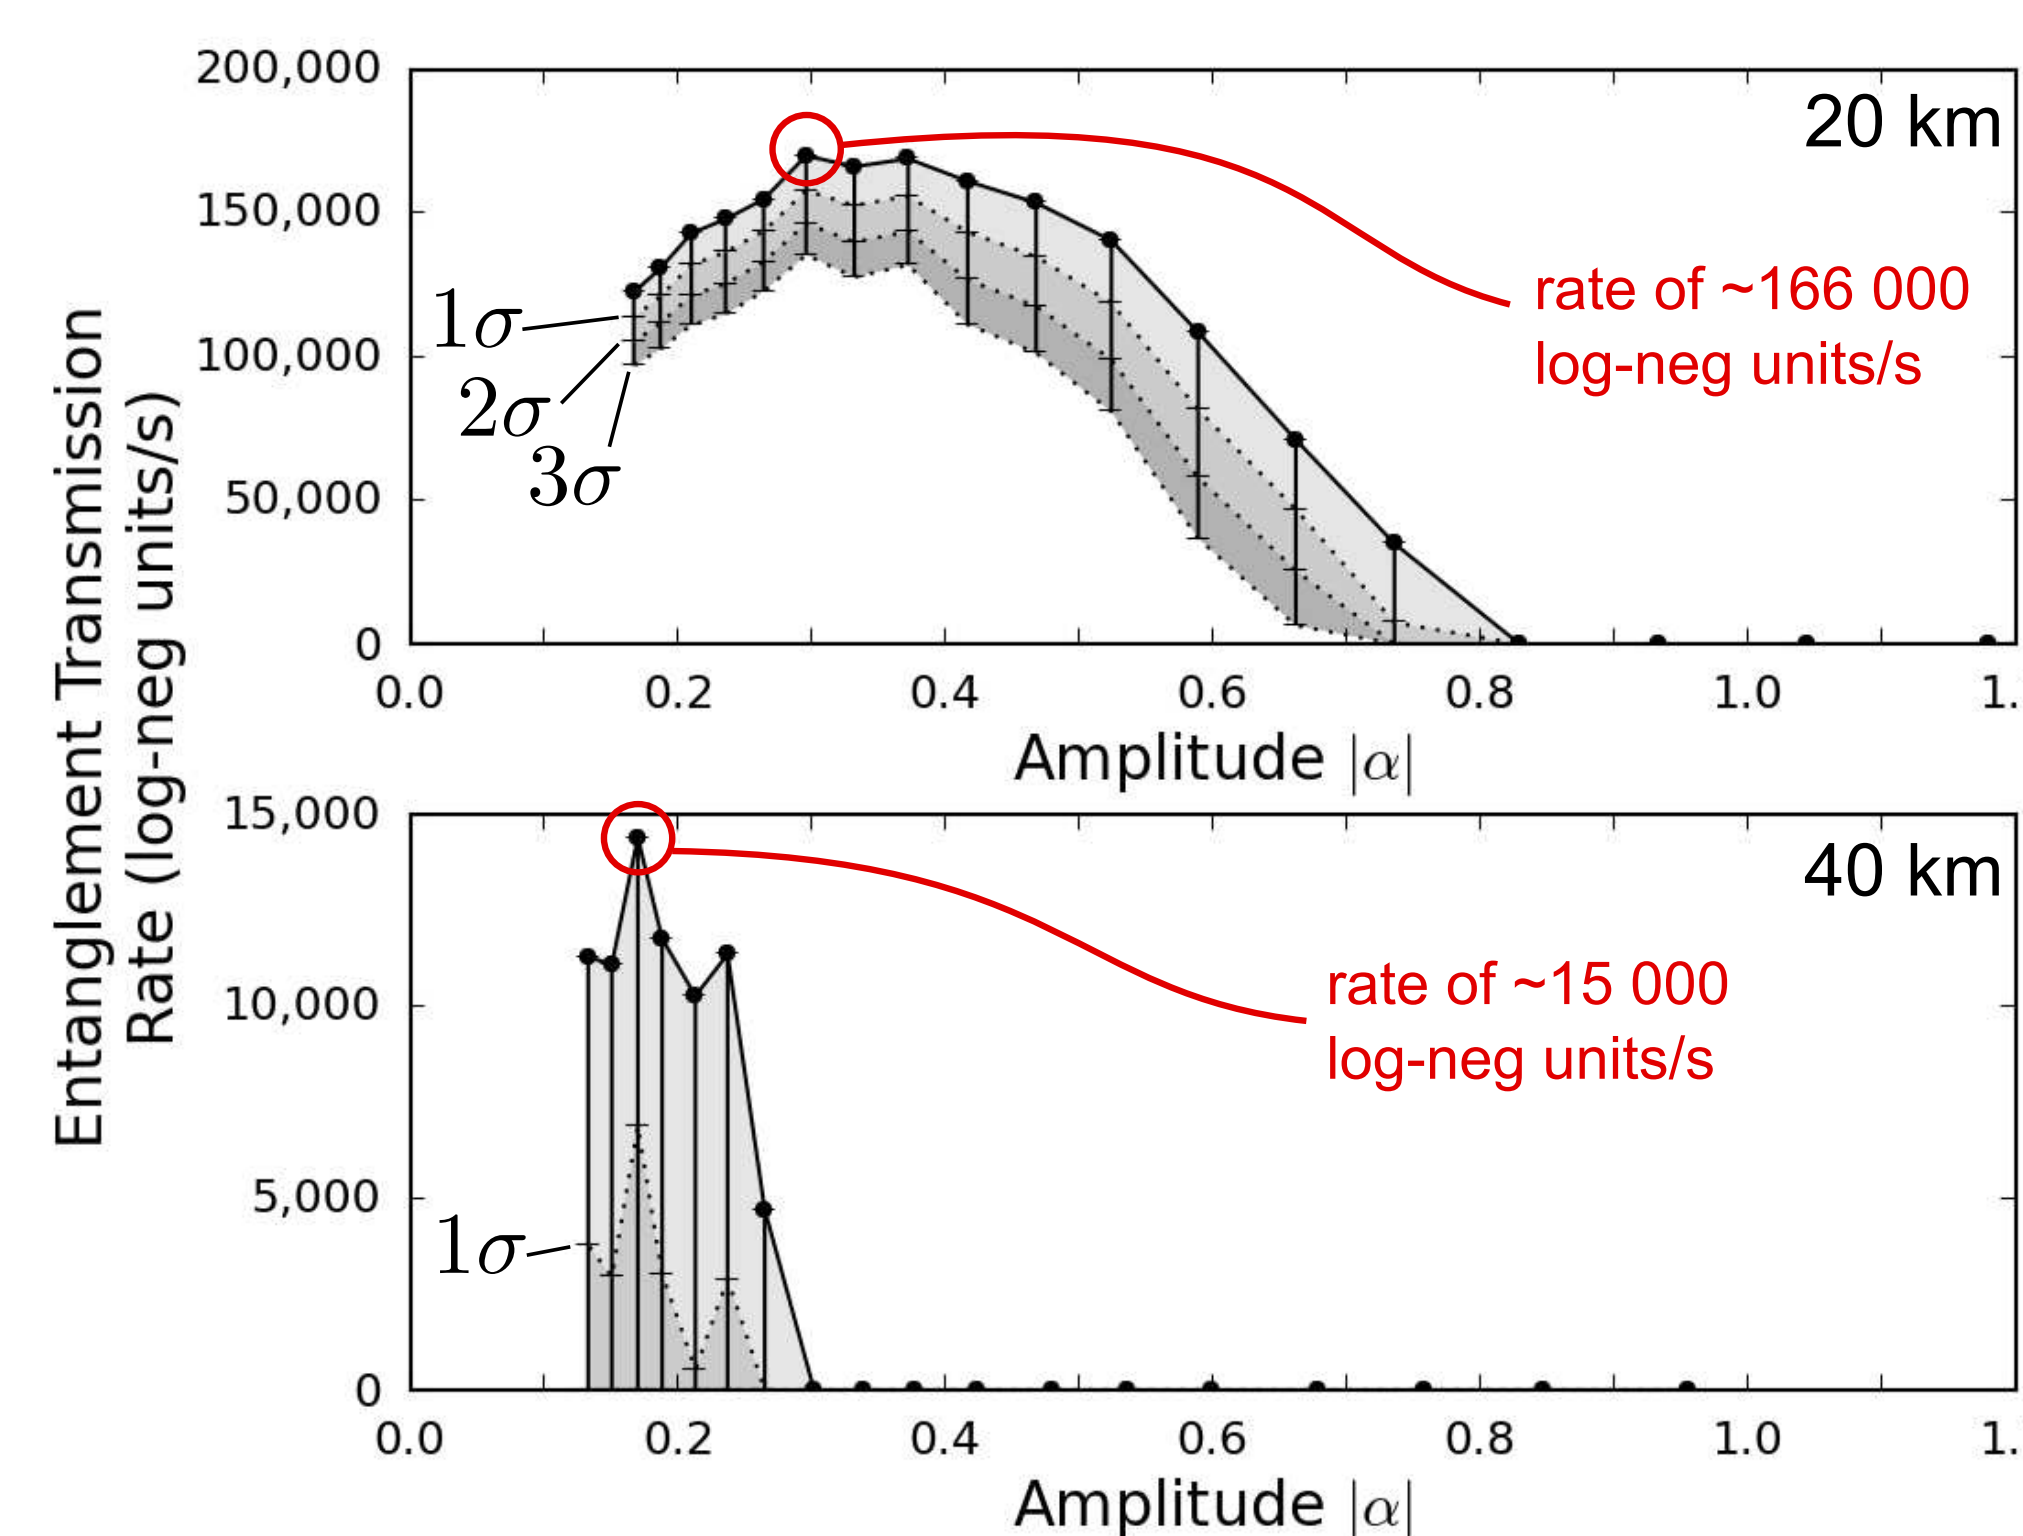 Entanglement Transmission
Rate (log-neg units/s)
200,000
150,000
100,000
50,000
0
20 km
1σ
2σ
3σ
rate of ~166 000
log-neg units/s
0.0 0.2 0.4 0.6 0.8 1.0 1.
Amplitude |α|
15,000
10,000
5,000
0
40 km
1σ
rate of ~15 000
log-neg units/s
0.0 0.2 0.4 0.6 0.8 1.0 1.
Amplitude |α|